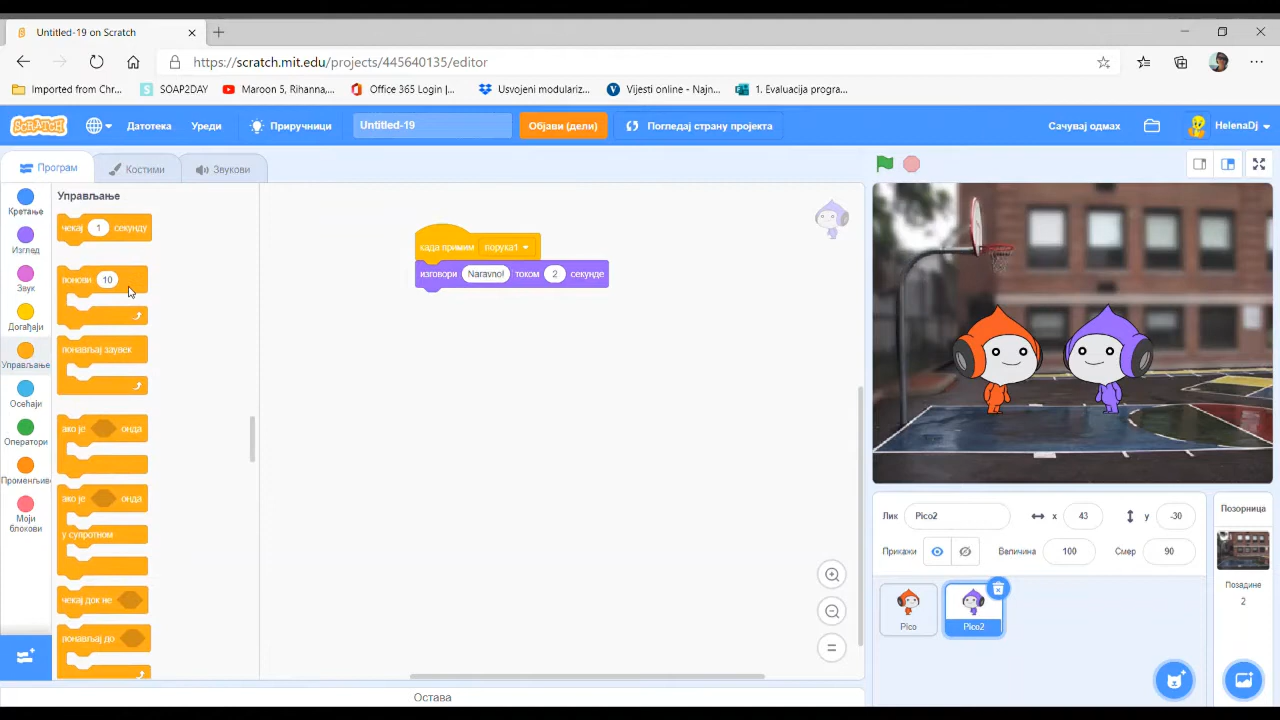 Untitled-19 on Scratch
https://scratch.mit.edu/projects/445640135/editor
Imported from Chr...
SOAP2DAY
Maroon 5, Rihanna,...
Office 365 Login |...
Usvojeni modulariz...
Vijesti online - Najn...
1. Evaluacija progra...
SCRATCH
Датотека
Уреди
Приручници
Untitled-19
Објави (дели)
Погледај страну пројекта
Сачувај одмах
HelenaDj
Програм
Костими
Звукови
Кретање
Изглед
Звук
Догађаји
Управљање
Осећаји
Оператори
Променљиве
Моји
блокови
Управљање
чекај 1 секунду
понови 10
понављај заувек
ако је онда
ако је онда
у супротном
чекај док не
понављај до
када примим порука1
изговори Naravno! током 2 секунде
Лик Pico2 x 43 y -30
Прикажи Величина 100 Смер 90
Pico
Pico2
Позорница
Позадине
2
Остава